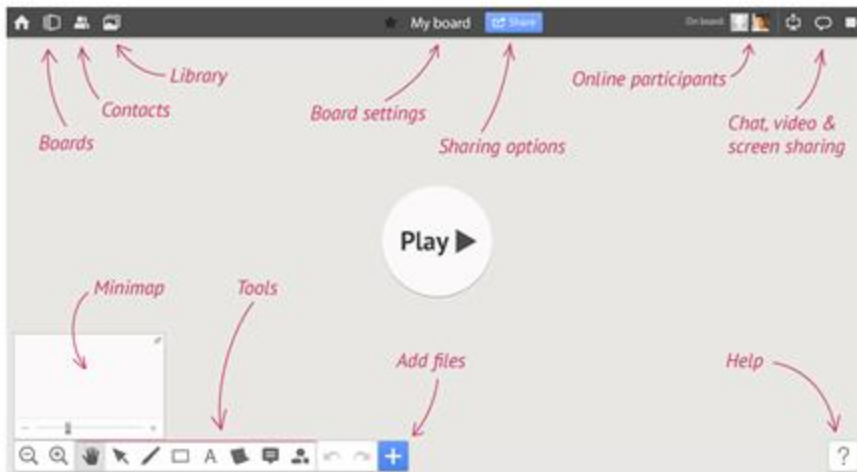 My board Share On board
Library
Contacts
Boards
Board settings
Sharing options
Online participants
Chat, video &
screen sharing
Play
Minimap
Tools
Add files
Help
A
?